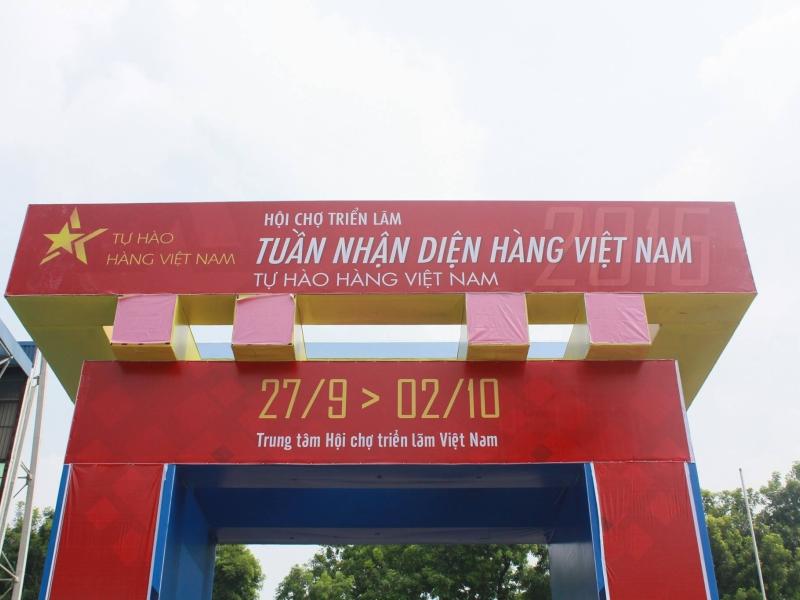 TỰ HÀO
HÀNG VIỆT NAM
HỘI CHỢ TRIỂN LÃM
TUẦN NHẬN DIỆN HÀNG VIỆT NAM
TỰ HÀO HÀNG VIỆT NAM
2016
27/9 > 02/10
Trung tâm Hội chợ triển lãm Việt Nam